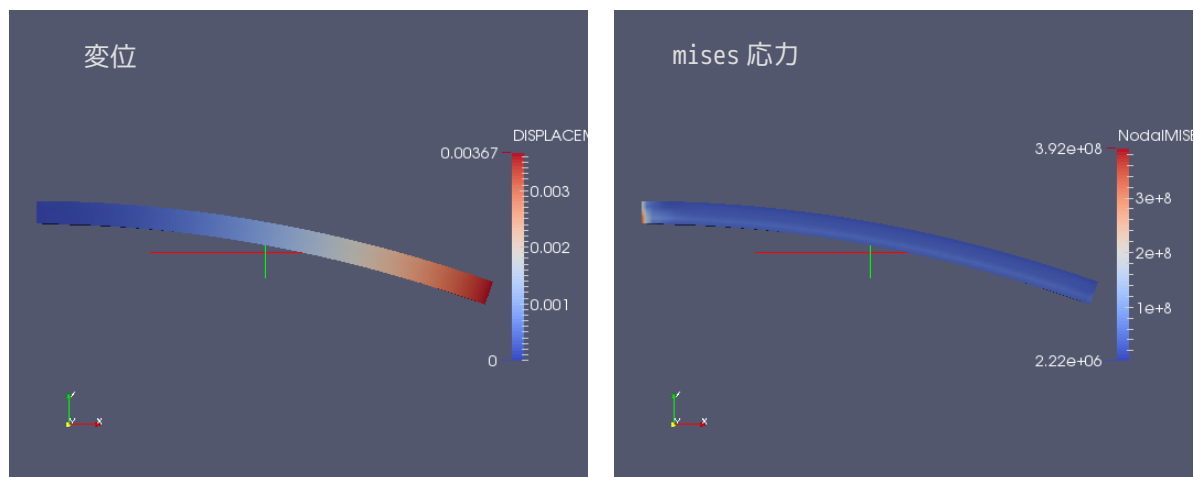 変位
DISPLACEM
0.00367
0.003
0.002
0.001
0
Y
X
mises 応力
NodalMISE
3.92e+08
3e+8
2e+8
1e+8
2.22e+06
Y
X